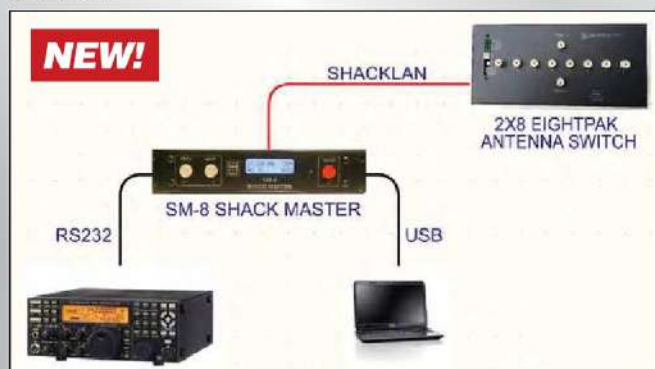 NEW!
SHACKLAN
2X8 EIGHTPAK
ANTENNA SWITCH
SM-8 SHACK MASTER
RS232
USB